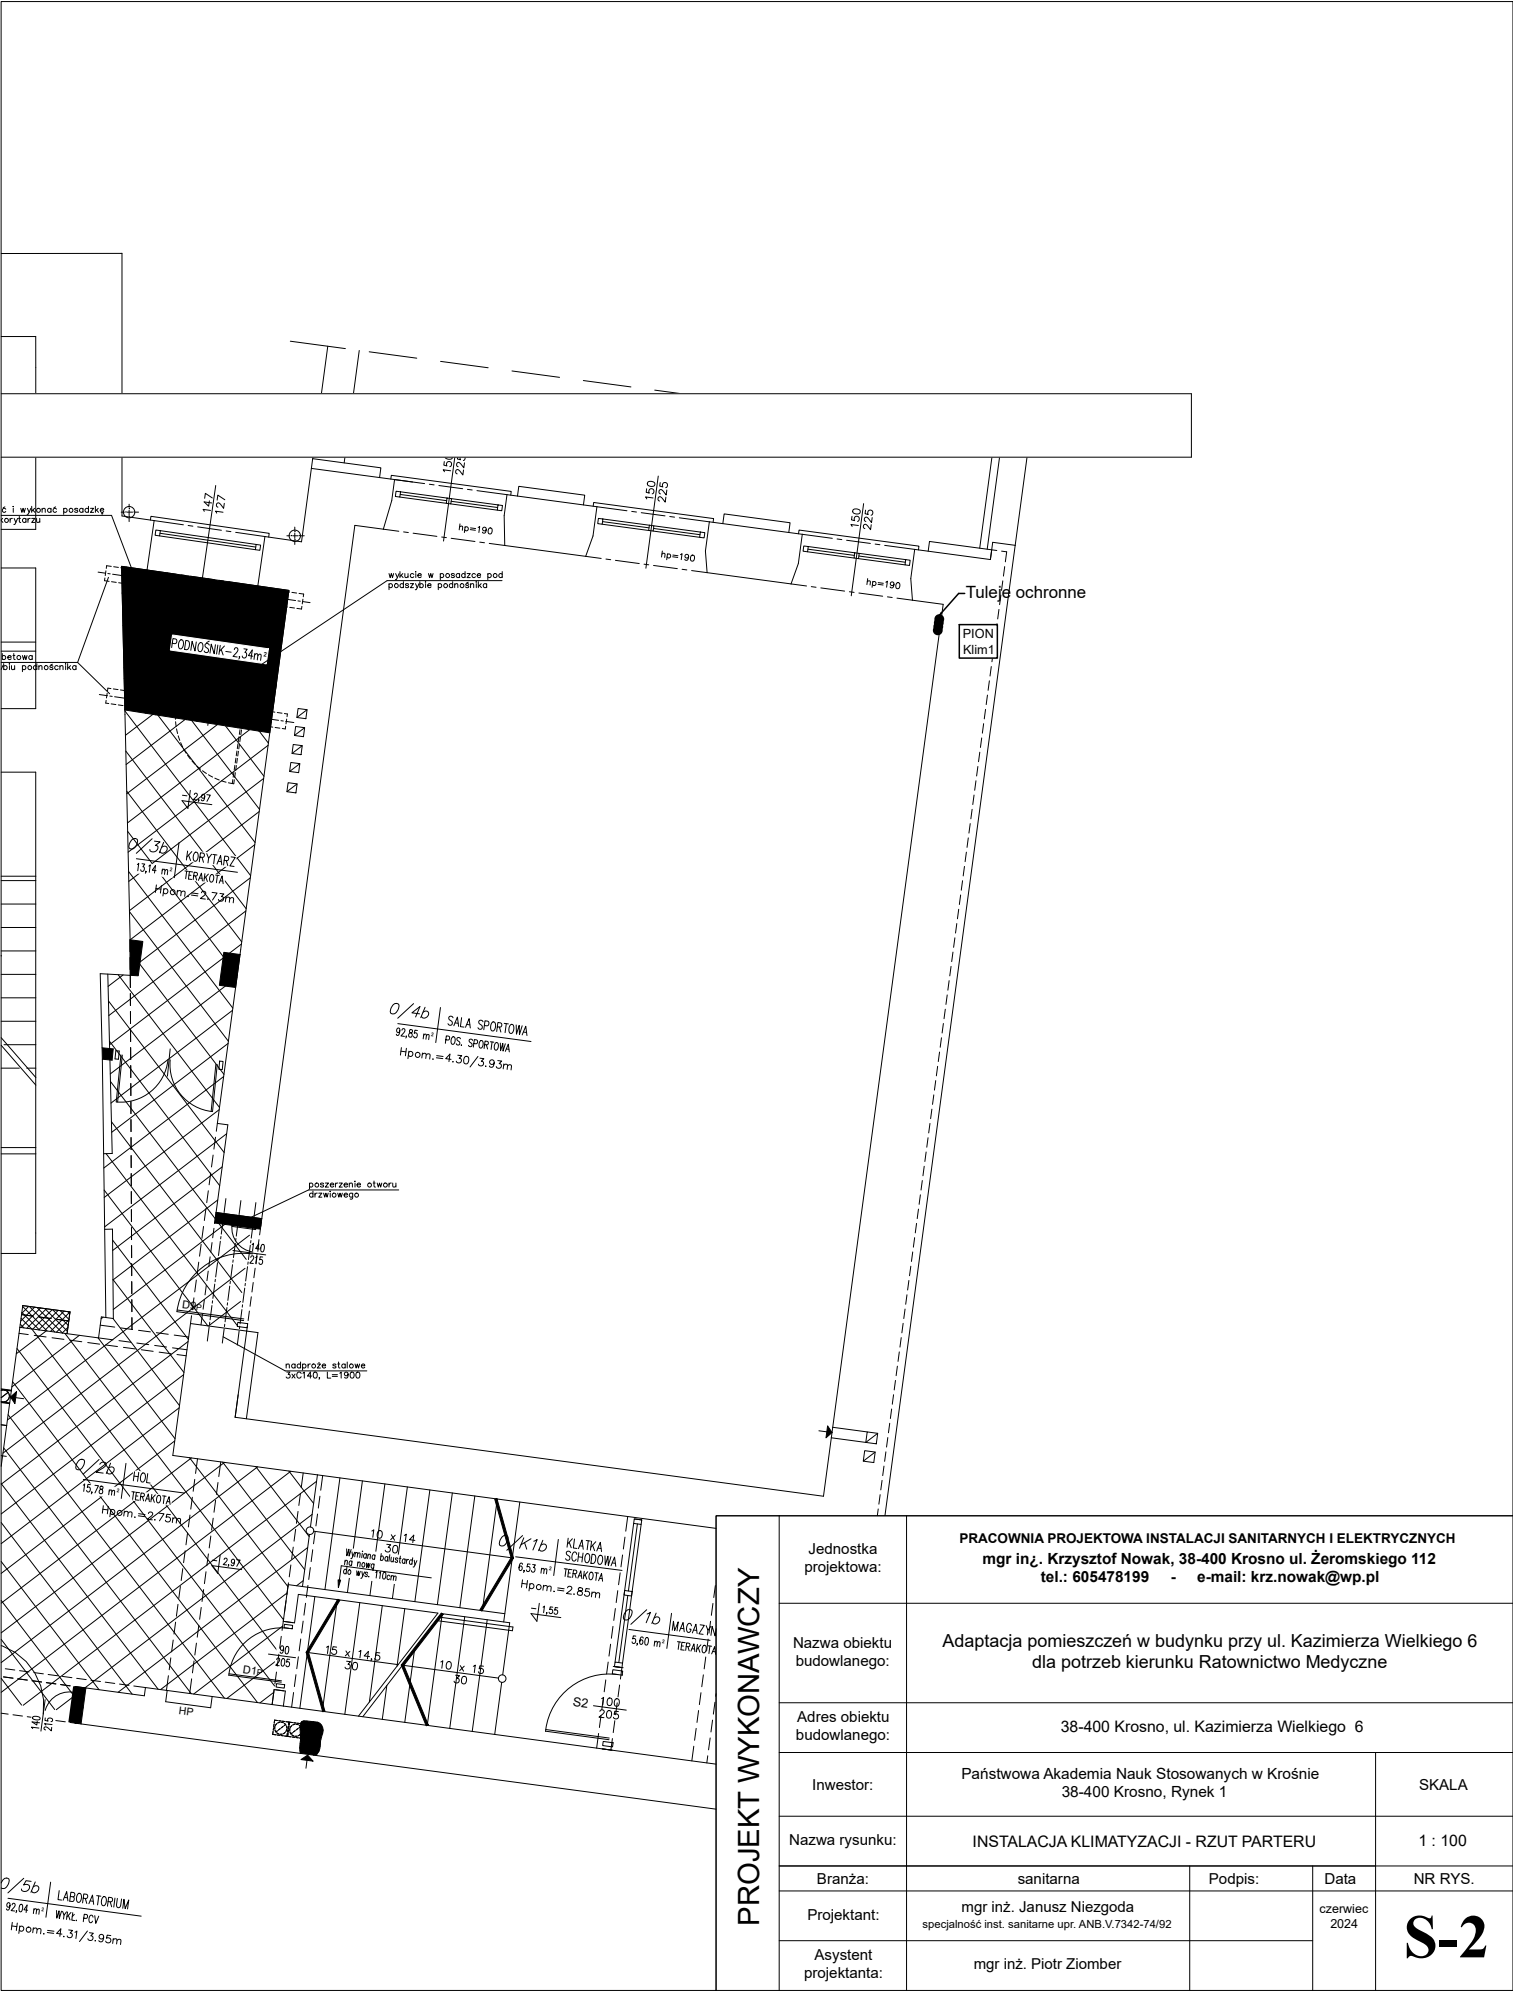 147
127
150
225
150
225
150
225
ć i wykonać posadzkę
korytarzu
hp=190
hp=190
hp=190
wykucie w posadzce pod
podszybie podnośnika
Tuleje ochronne
PION
Klim1
PODNOŚNIK-2,34m²
betowa
podnośnika
-2,97
0/3b
KORYTARZ
13,14 m²
TERAKOTA
Hpom.=2.73m
0/4b
SALA SPORTOWA
92,85 m²
POS. SPORTOWA
Hpom.=4.30/3.93m
poszerzenie otworu
drzwiowego
140
215
nadproże stalowe
3xC140, L=1900
0/2b
HOL
15,78 m²
TERAKOTA
Hpom.=2.75m
-2,97
10 x 14
30
Wymiana balustardy
na nową
do wys. 110cm
0/K1b
KLATKA
SCHODOWA
6,53 m²
TERAKOTA
Hpom.=2.85m
-1,55
0/1b
MAGAZYN
5,60 m²
TERAKOTA
90
205
D1p
15 x 14,5
30
10 x 15
30
S2
100
205
HP
140
215
0/5b
LABORATORIUM
92,04 m²
WYKŁ. PCV
Hpom.=4.31/3.95m
PROJEKT WYKONAWCZY
Jednostka
projektowa:
PRACOWNIA PROJEKTOWA INSTALACJI SANITARNYCH I ELEKTRYCZNYCH
mgr in¿. Krzysztof Nowak, 38-400 Krosno ul. Żeromskiego 112
tel.: 605478199 - e-mail: krz.nowak@wp.pl
Nazwa obiektu
budowlanego:
Adaptacja pomieszczeń w budynku przy ul. Kazimierza Wielkiego 6
dla potrzeb kierunku Ratownictwo Medyczne
Adres obiektu
budowlanego:
38-400 Krosno, ul. Kazimierza Wielkiego 6
Inwestor:
Państwowa Akademia Nauk Stosowanych w Krośnie
38-400 Krosno, Rynek 1
SKALA
Nazwa rysunku:
INSTALACJA KLIMATYZACJI - RZUT PARTERU
1 : 100
Branża:
sanitarna
Podpis:
Data
NR RYS.
Projektant:
mgr inż. Janusz Niezgoda
specjalność inst. sanitarne upr. ANB.V.7342-74/92
czerwiec
2024
S-2
Asystent
projektanta:
mgr inż. Piotr Ziomber